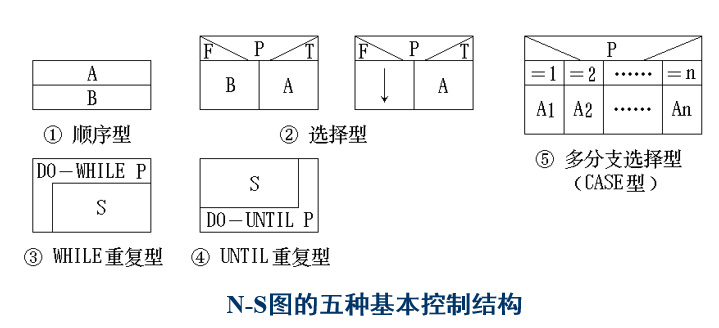 F P T
F P T
P
A
B
B A
↓ A
=1 =2 …… =n
A1 A2 …… An
① 顺序型
② 选择型
⑤ 多分支选择型
（CASE型）
DO－WHILE P
S
S
DO－UNTIL P
③ WHILE重复型
④ UNTIL重复型
N-S图的五种基本控制结构